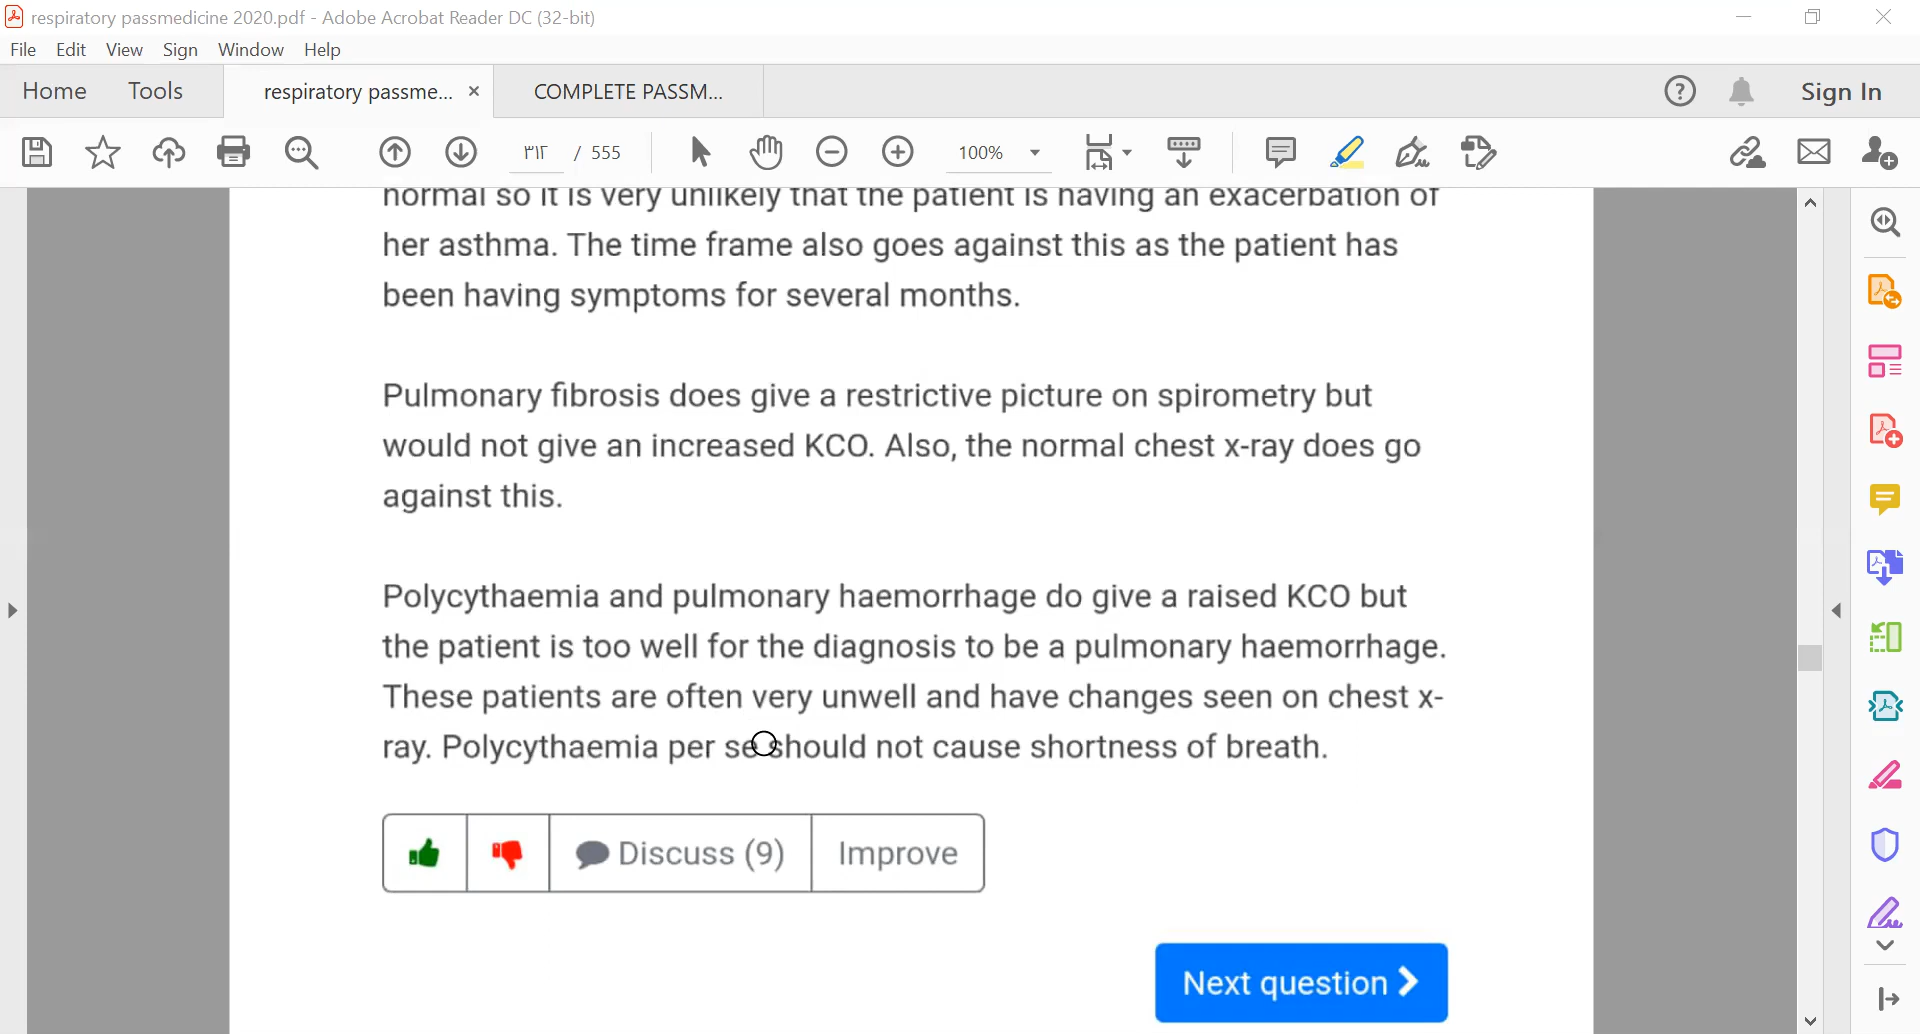 respiratory passmedicine 2020.pdf - Adobe Acrobat Reader DC (32-bit)
File Edit View Sign Window Help
Home Tools respiratory passme... × COMPLETE PASSM... Sign In
٣١٢ / 555 100%
normal so it is very unlikely that the patient is having an exacerbation of
her asthma. The time frame also goes against this as the patient has
been having symptoms for several months.
Pulmonary fibrosis does give a restrictive picture on spirometry but
would not give an increased KCO. Also, the normal chest x-ray does go
against this.
Polycythaemia and pulmonary haemorrhage do give a raised KCO but
the patient is too well for the diagnosis to be a pulmonary haemorrhage.
These patients are often very unwell and have changes seen on chest x-
ray. Polycythaemia per se should not cause shortness of breath.
Discuss (9) Improve
Next question